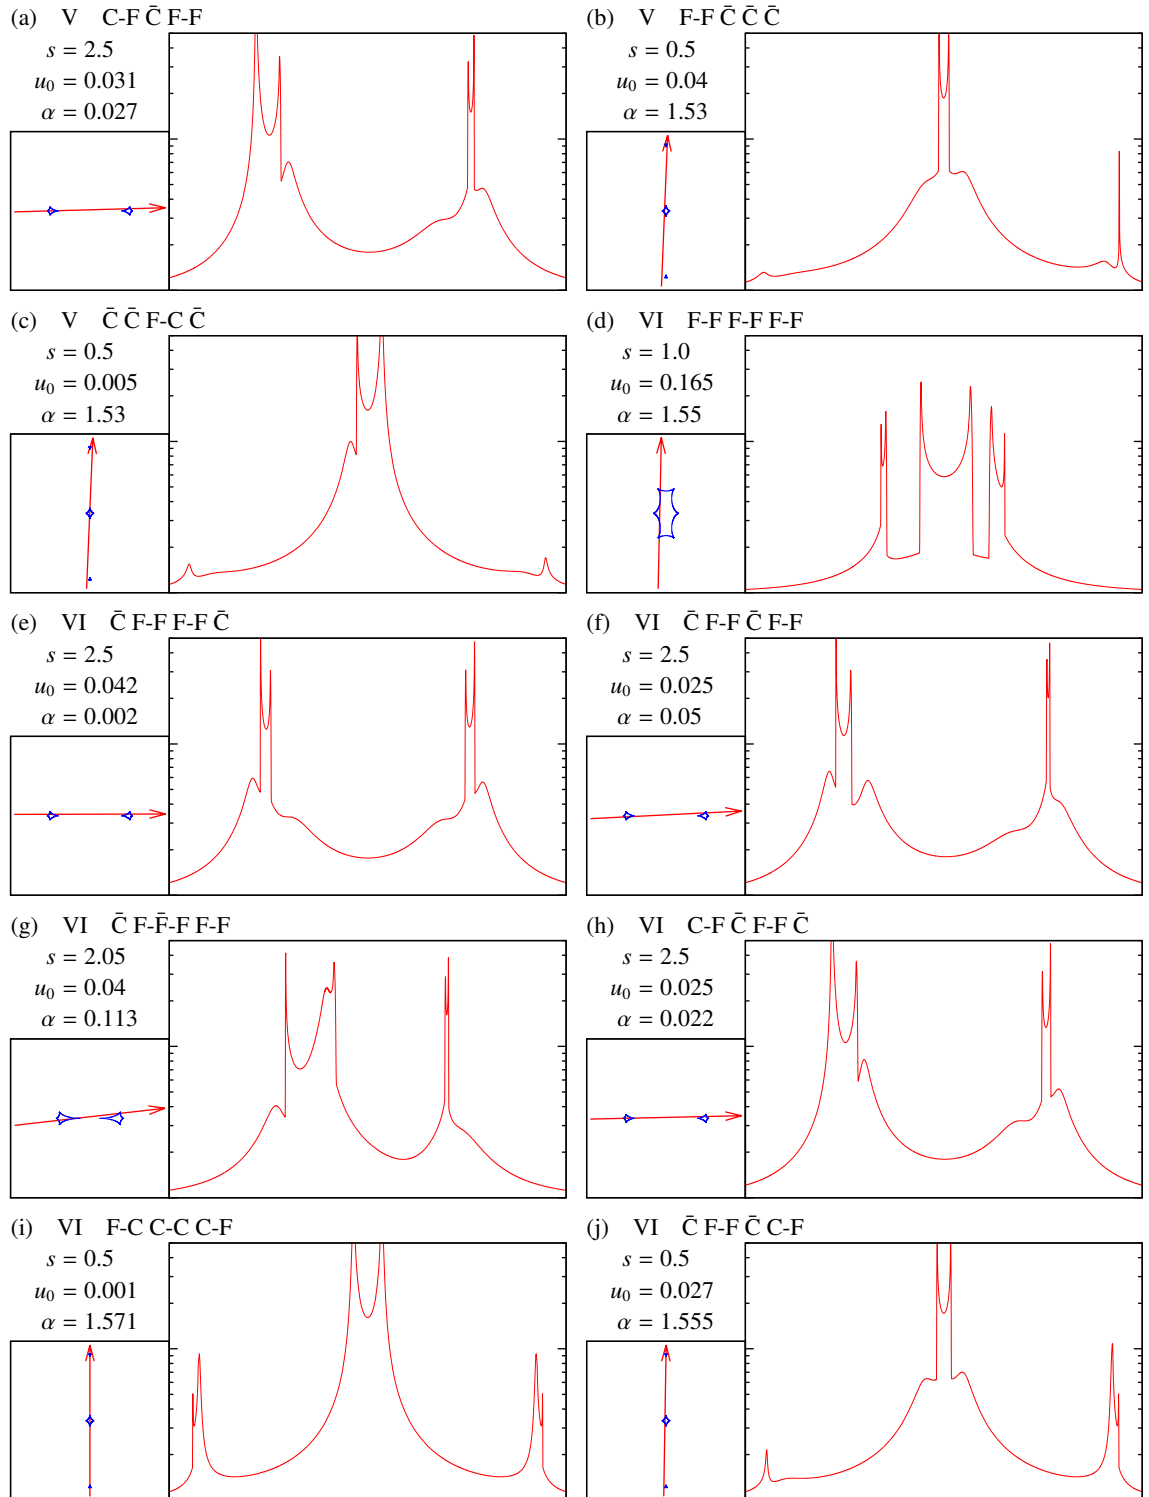 (a) V C-F C̄ F-F
s = 2.5
u₀ = 0.031
α = 0.027
(b) V F-F C̄ C̄ C̄
s = 0.5
u₀ = 0.04
α = 1.53
(c) V C̄ C̄ F-C C̄
s = 0.5
u₀ = 0.005
α = 1.53
(d) VI F-F F-F F-F
s = 1.0
u₀ = 0.165
α = 1.55
(e) VI C̄ F-F F-F C̄
s = 2.5
u₀ = 0.042
α = 0.002
(f) VI C̄ F-F C̄ F-F
s = 2.5
u₀ = 0.025
α = 0.05
(g) VI C̄ F-F̄-F F-F
s = 2.05
u₀ = 0.04
α = 0.113
(h) VI C-F C̄ F-F C̄
s = 2.5
u₀ = 0.025
α = 0.022
(i) VI F-C C-C C-F
s = 0.5
u₀ = 0.001
α = 1.571
(j) VI C̄ F-F C̄ C-F
s = 0.5
u₀ = 0.027
α = 1.555